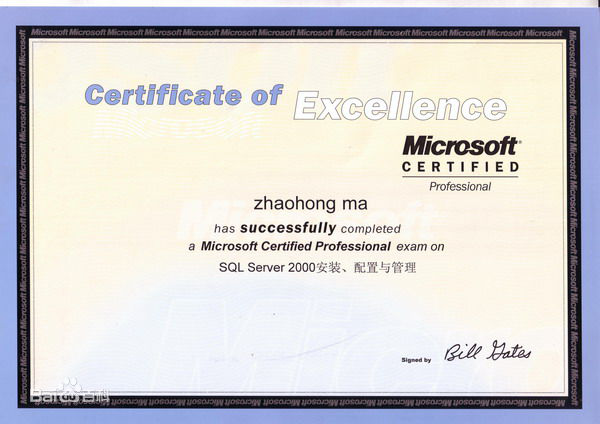 Certificate of Excellence
Microsoft®
CERTIFIED
Professional
zhaohong ma
has successfully completed
a Microsoft Certified Professional exam on
SQL Server 2000安装、配置与管理
Signed by Bill Gates
Baidu百科